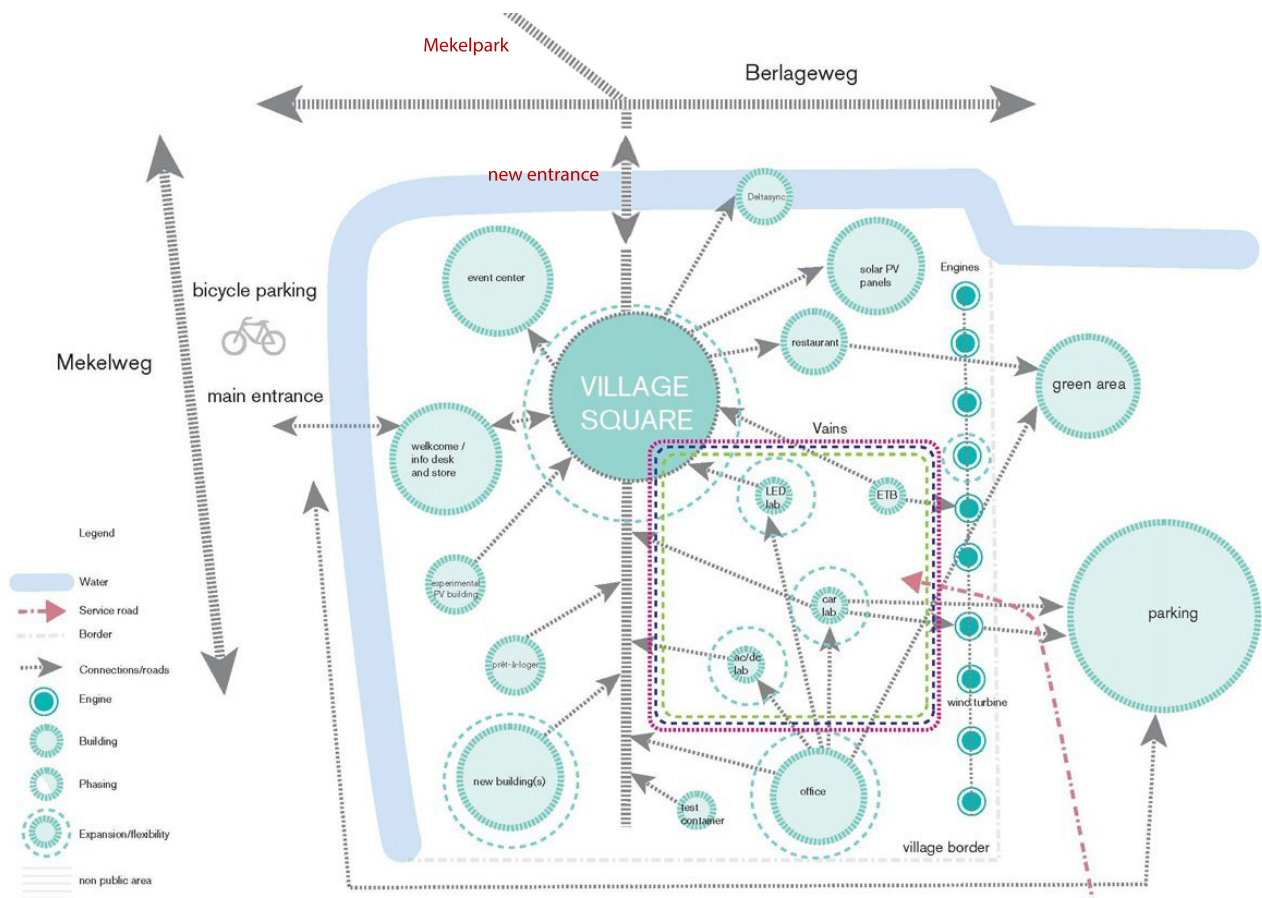 Mekelpark
Berlageweg
new entrance
Deltasync
event center
solar PV
panels
Engines
bicycle parking
restaurant
Mekelweg
green area
VILLAGE
SQUARE
main entrance
Vains
welkcome /
info desk
and store
LED
lab
ETB
Legend
Water
experimental
PV building
Service road
car
lab
parking
Border
prêt-à-loger
ac/dc
lab
Connections/roads
Engine
wind turbine
Building
new building(s)
office
Phasing
test
container
Expansion/flexibility
village border
non public area